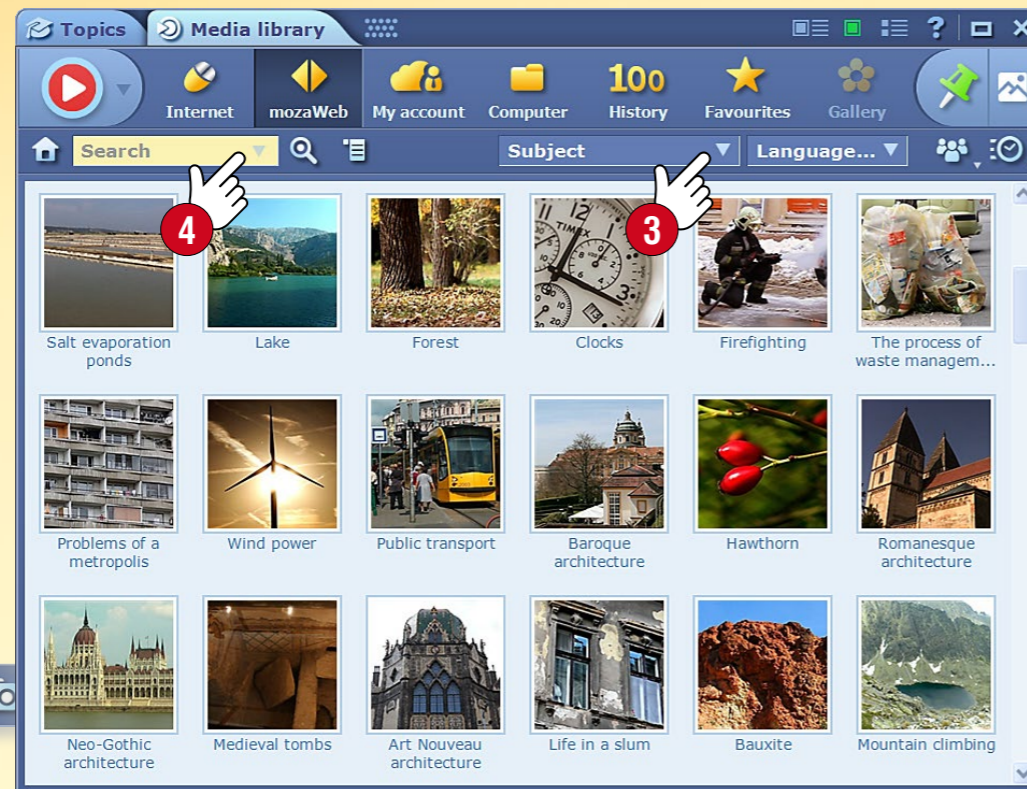 Topics
Media library
?
Internet
mozaWeb
My account
Computer
100
History
Favourites
Gallery
Search
Subject
Language...
4
3
TIMEX
Salt evaporation
ponds
Lake
Forest
Clocks
Firefighting
The process of
waste managem...
Problems of a
metropolis
Wind power
Public transport
Baroque
architecture
Hawthorn
Romanesque
architecture
Neo-Gothic
architecture
Medieval tombs
Art Nouveau
architecture
Life in a slum
Bauxite
Mountain climbing